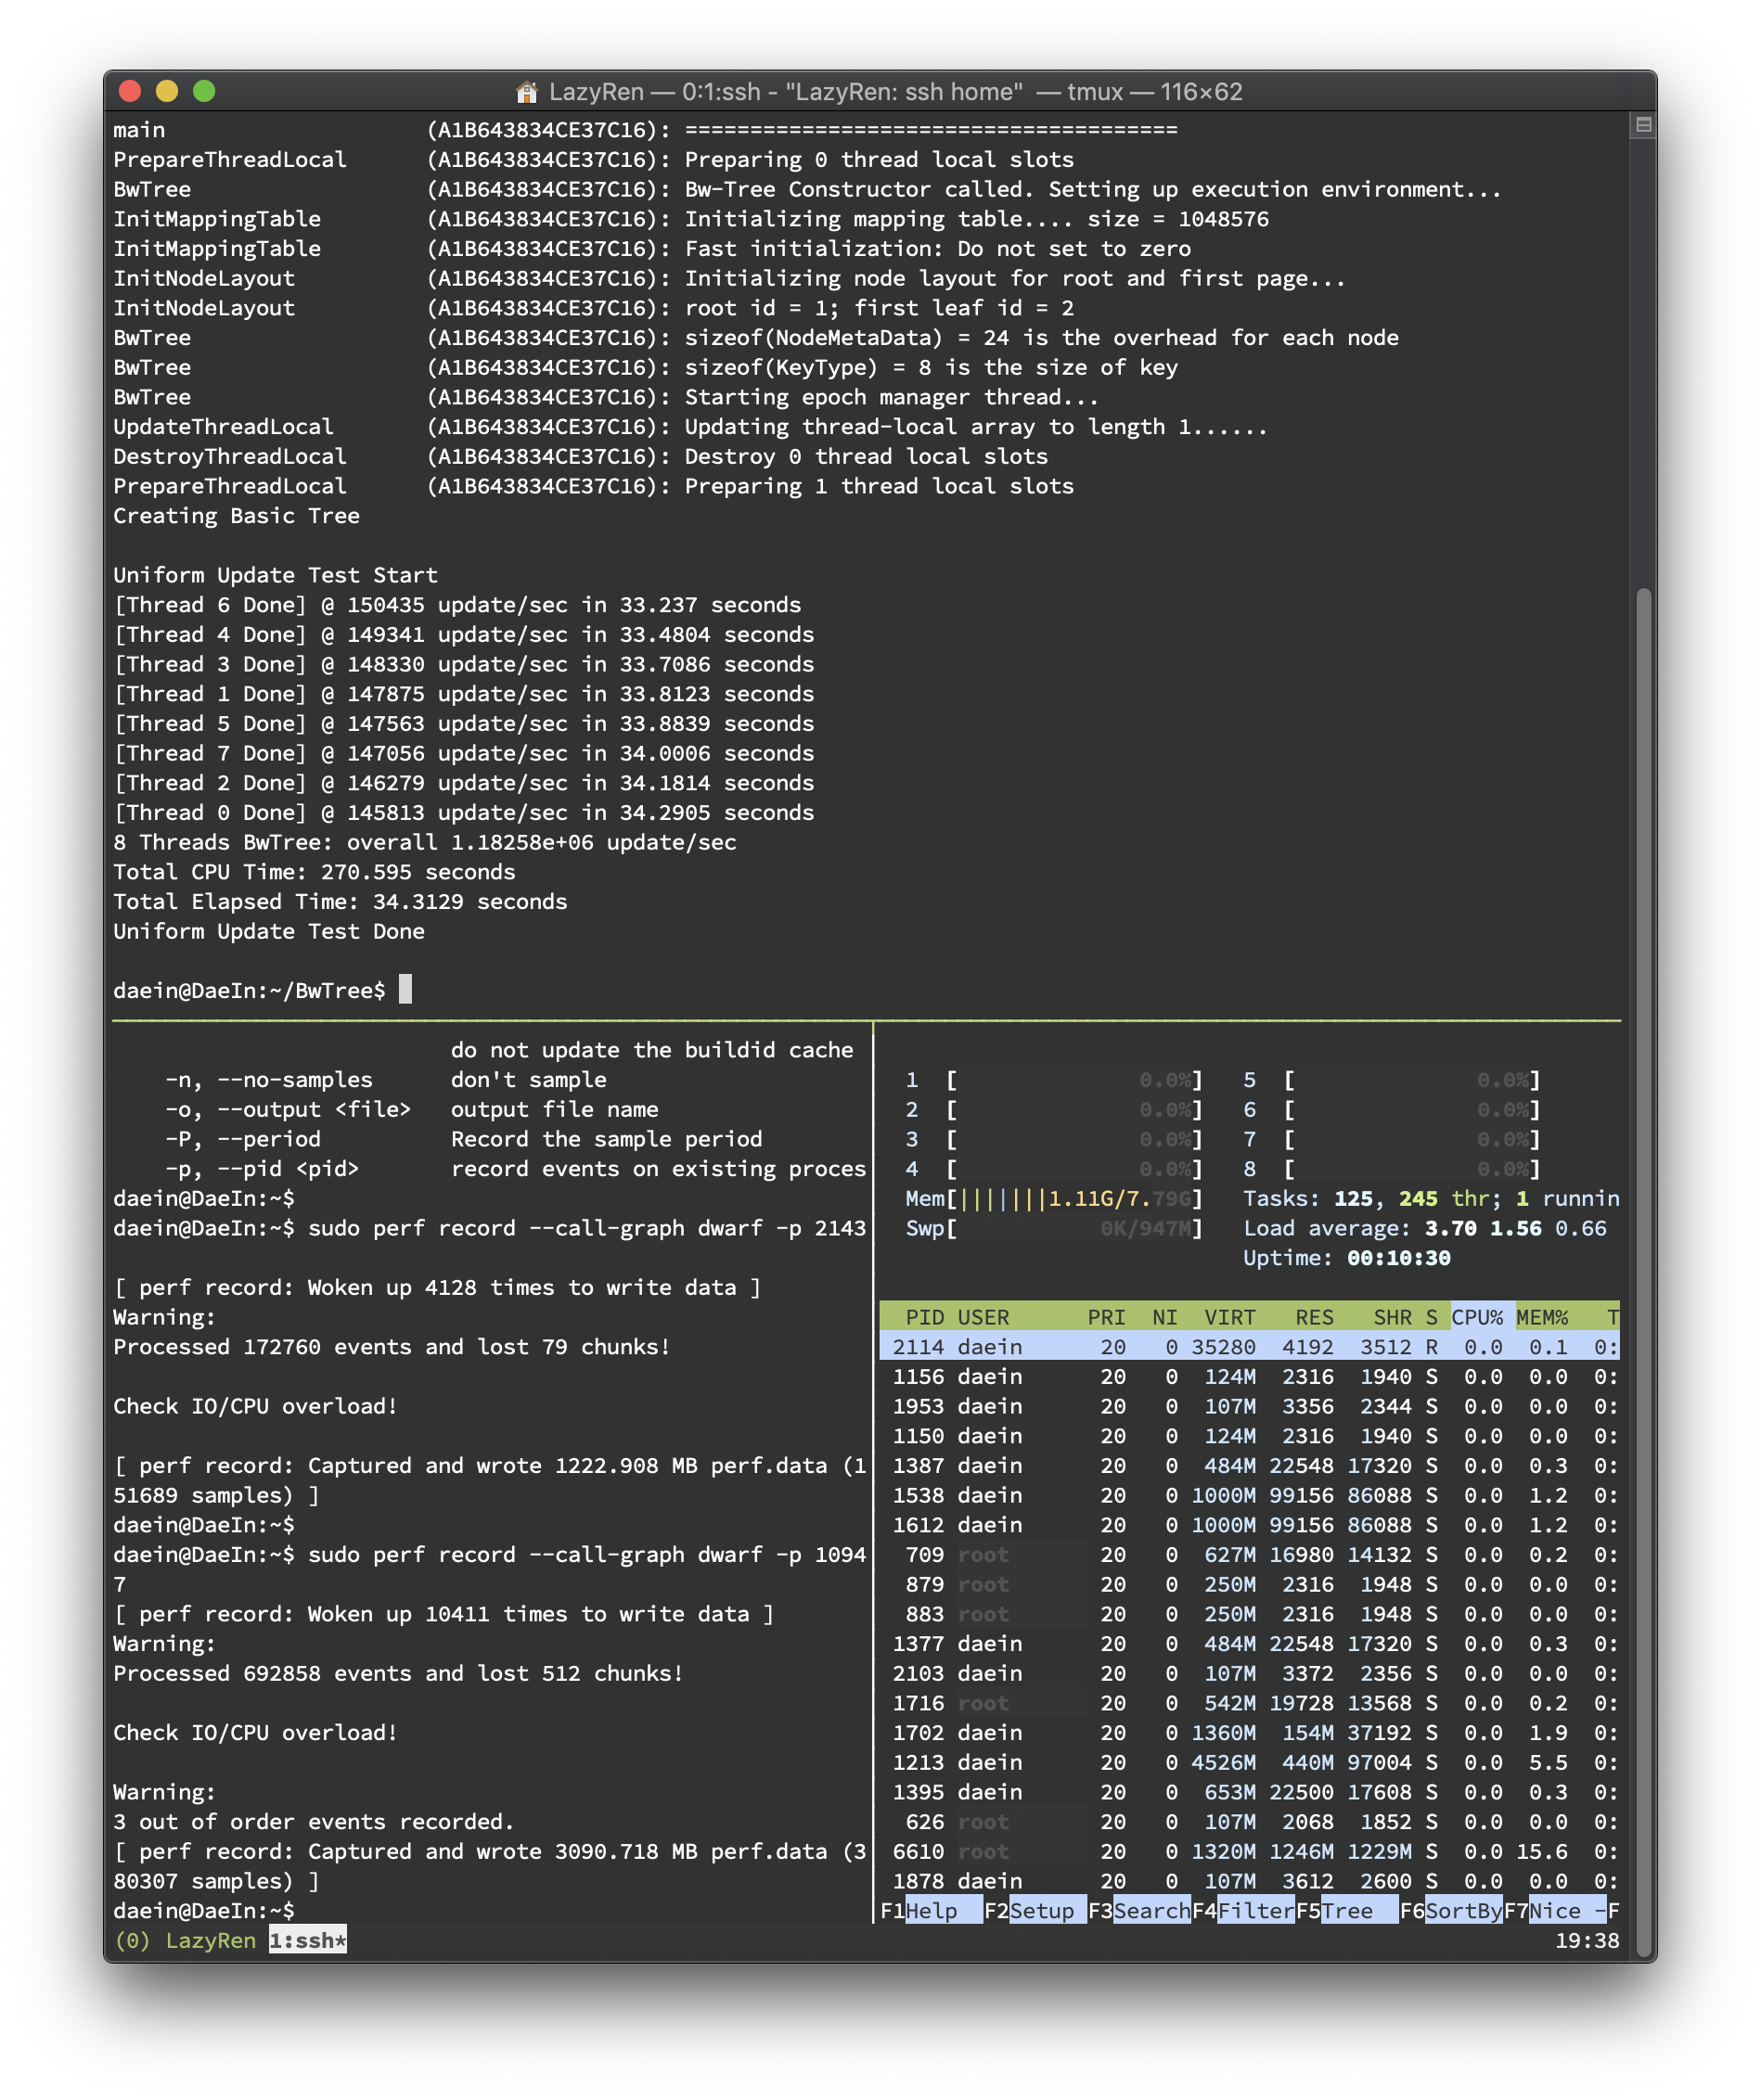 LazyRen — 0:1:ssh - "LazyRen: ssh home" — tmux — 116×62
main (A1B643834CE37C16): ======================================
PrepareThreadLocal (A1B643834CE37C16): Preparing 0 thread local slots
BwTree (A1B643834CE37C16): Bw-Tree Constructor called. Setting up execution environment...
InitMappingTable (A1B643834CE37C16): Initializing mapping table.... size = 1048576
InitMappingTable (A1B643834CE37C16): Fast initialization: Do not set to zero
InitNodeLayout (A1B643834CE37C16): Initializing node layout for root and first page...
InitNodeLayout (A1B643834CE37C16): root id = 1; first leaf id = 2
BwTree (A1B643834CE37C16): sizeof(NodeMetaData) = 24 is the overhead for each node
BwTree (A1B643834CE37C16): sizeof(KeyType) = 8 is the size of key
BwTree (A1B643834CE37C16): Starting epoch manager thread...
UpdateThreadLocal (A1B643834CE37C16): Updating thread-local array to length 1......
DestroyThreadLocal (A1B643834CE37C16): Destroy 0 thread local slots
PrepareThreadLocal (A1B643834CE37C16): Preparing 1 thread local slots
Creating Basic Tree
Uniform Update Test Start
[Thread 6 Done] @ 150435 update/sec in 33.237 seconds
[Thread 4 Done] @ 149341 update/sec in 33.4804 seconds
[Thread 3 Done] @ 148330 update/sec in 33.7086 seconds
[Thread 1 Done] @ 147875 update/sec in 33.8123 seconds
[Thread 5 Done] @ 147563 update/sec in 33.8839 seconds
[Thread 7 Done] @ 147056 update/sec in 34.0006 seconds
[Thread 2 Done] @ 146279 update/sec in 34.1814 seconds
[Thread 0 Done] @ 145813 update/sec in 34.2905 seconds
8 Threads BwTree: overall 1.18258e+06 update/sec
Total CPU Time: 270.595 seconds
Total Elapsed Time: 34.3129 seconds
Uniform Update Test Done
daein@DaeIn:~/BwTree$
do not update the buildid cache
-n, --no-samples don't sample
-o, --output <file> output file name
-P, --period Record the sample period
-p, --pid <pid> record events on existing proces
daein@DaeIn:~$
daein@DaeIn:~$ sudo perf record --call-graph dwarf -p 2143
[ perf record: Woken up 4128 times to write data ]
Warning:
Processed 172760 events and lost 79 chunks!
Check IO/CPU overload!
[ perf record: Captured and wrote 1222.908 MB perf.data (1
51689 samples) ]
daein@DaeIn:~$
daein@DaeIn:~$ sudo perf record --call-graph dwarf -p 1094
7
[ perf record: Woken up 10411 times to write data ]
Warning:
Processed 692858 events and lost 512 chunks!
Check IO/CPU overload!
Warning:
3 out of order events recorded.
[ perf record: Captured and wrote 3090.718 MB perf.data (3
80307 samples) ]
daein@DaeIn:~$
1 [ 0.0%] 5 [ 0.0%]
2 [ 0.0%] 6 [ 0.0%]
3 [ 0.0%] 7 [ 0.0%]
4 [ 0.0%] 8 [ 0.0%]
Mem[|||||||1.11G/7.79G] Tasks: 125, 245 thr; 1 runnin
Swp[ 0K/947M] Load average: 3.70 1.56 0.66
Uptime: 00:10:30
PID USER PRI NI VIRT RES SHR S CPU% MEM% T
2114 daein 20 0 35280 4192 3512 R 0.0 0.1 0:
1156 daein 20 0 124M 2316 1940 S 0.0 0.0 0:
1953 daein 20 0 107M 3356 2344 S 0.0 0.0 0:
1150 daein 20 0 124M 2316 1940 S 0.0 0.0 0:
1387 daein 20 0 484M 22548 17320 S 0.0 0.3 0:
1538 daein 20 0 1000M 99156 86088 S 0.0 1.2 0:
1612 daein 20 0 1000M 99156 86088 S 0.0 1.2 0:
709 root 20 0 627M 16980 14132 S 0.0 0.2 0:
879 root 20 0 250M 2316 1948 S 0.0 0.0 0:
883 root 20 0 250M 2316 1948 S 0.0 0.0 0:
1377 daein 20 0 484M 22548 17320 S 0.0 0.3 0:
2103 daein 20 0 107M 3372 2356 S 0.0 0.0 0:
1716 root 20 0 542M 19728 13568 S 0.0 0.2 0:
1702 daein 20 0 1360M 154M 37192 S 0.0 1.9 0:
1213 daein 20 0 4526M 440M 97004 S 0.0 5.5 0:
1395 daein 20 0 653M 22500 17608 S 0.0 0.3 0:
626 root 20 0 107M 2068 1852 S 0.0 0.0 0:
6610 root 20 0 1320M 1246M 1229M S 0.0 15.6 0:
1878 daein 20 0 107M 3612 2600 S 0.0 0.0 0:
F1Help F2Setup F3SearchF4FilterF5Tree F6SortByF7Nice -F
(0) LazyRen 1:ssh* 19:38